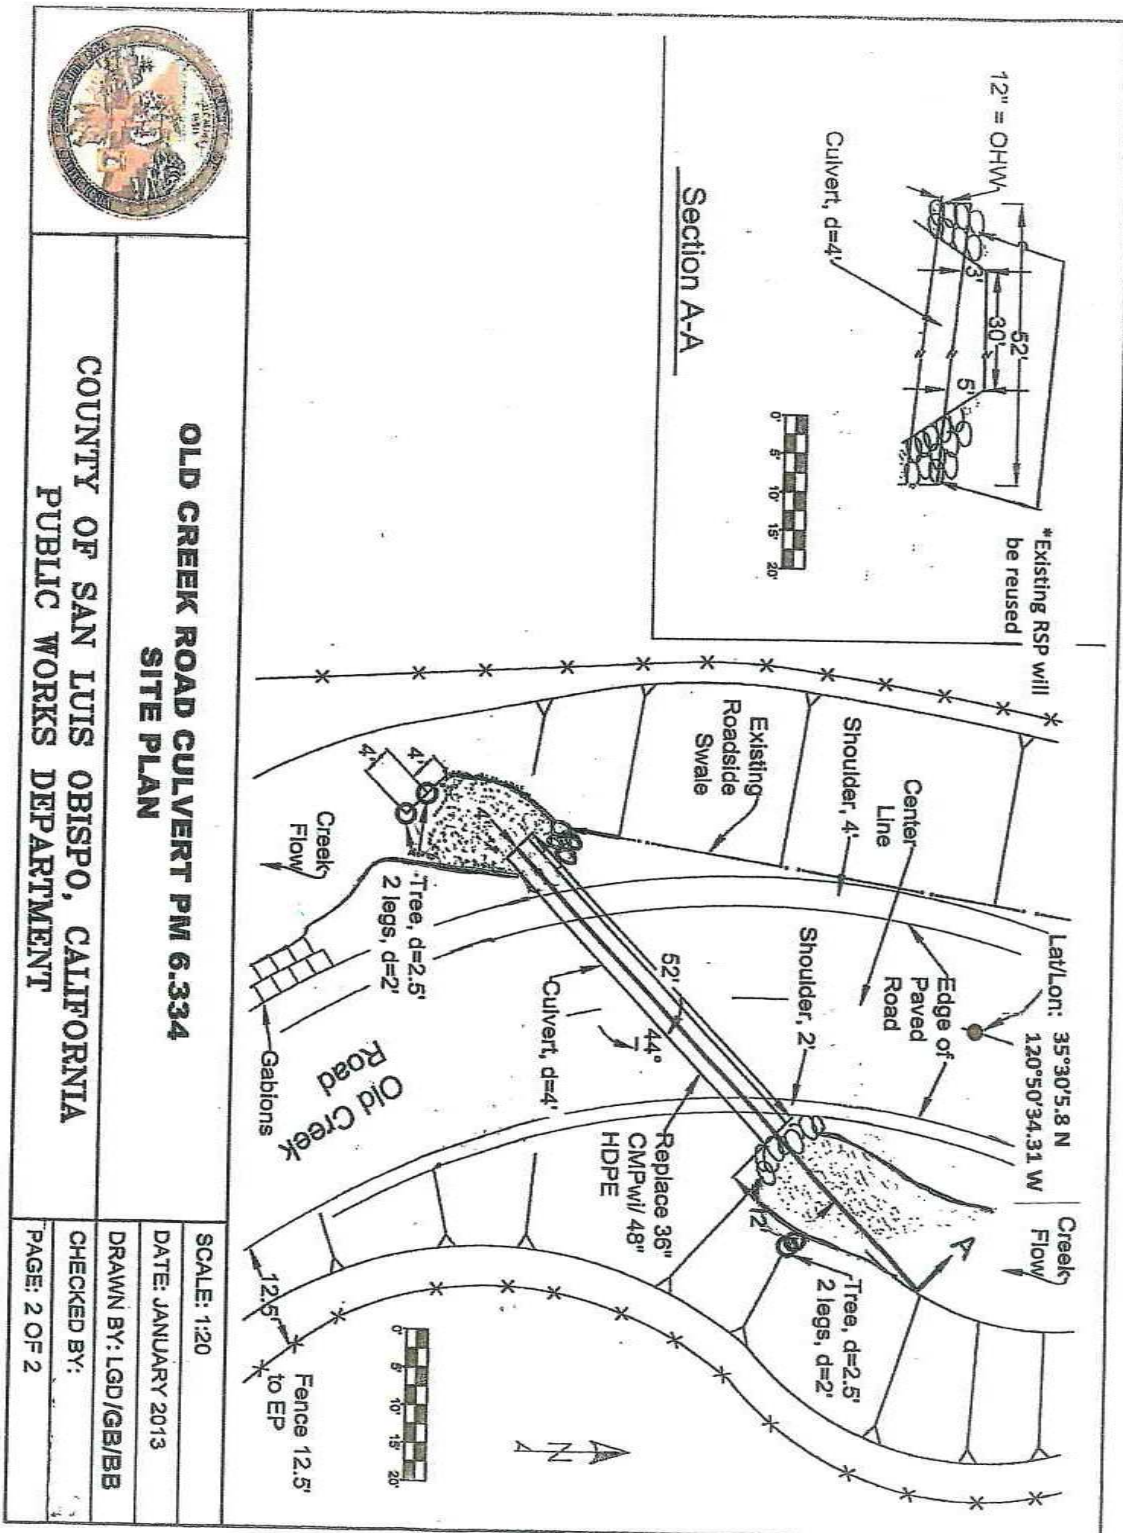 12" = OHW
52'
30'
3'
5'
Culvert, d=4'
*Existing RSP will
be reused
Section A-A
0'
5'
10'
15'
20'
Existing
Roadside
Swale
Shoulder, 4'
Center
Line
Edge of
Paved
Road
Lat/Lon: 35°30'5.8 N
120°50'34.31 W
Creek
Flow
Shoulder, 2'
52'
44°
Culvert, d=4'
Replace 36"
CMPwi/ 48"
HDPE
A
4'
4'
4'
Tree, d=2.5'
2 legs, d=2'
Creek
Flow
Gabions
Old Creek
Road
Tree, d=2.5'
2 legs, d=2'
12.5'
Fence 12.5'
to EP
0'
5'
10'
15'
20'
N
OLD CREEK ROAD CULVERT PM 6.334
SITE PLAN
COUNTY OF SAN LUIS OBISPO, CALIFORNIA
PUBLIC WORKS DEPARTMENT
SCALE: 1:20
DATE: JANUARY 2013
DRAWN BY: LGD/GB/BB
CHECKED BY:
PAGE: 2 OF 2